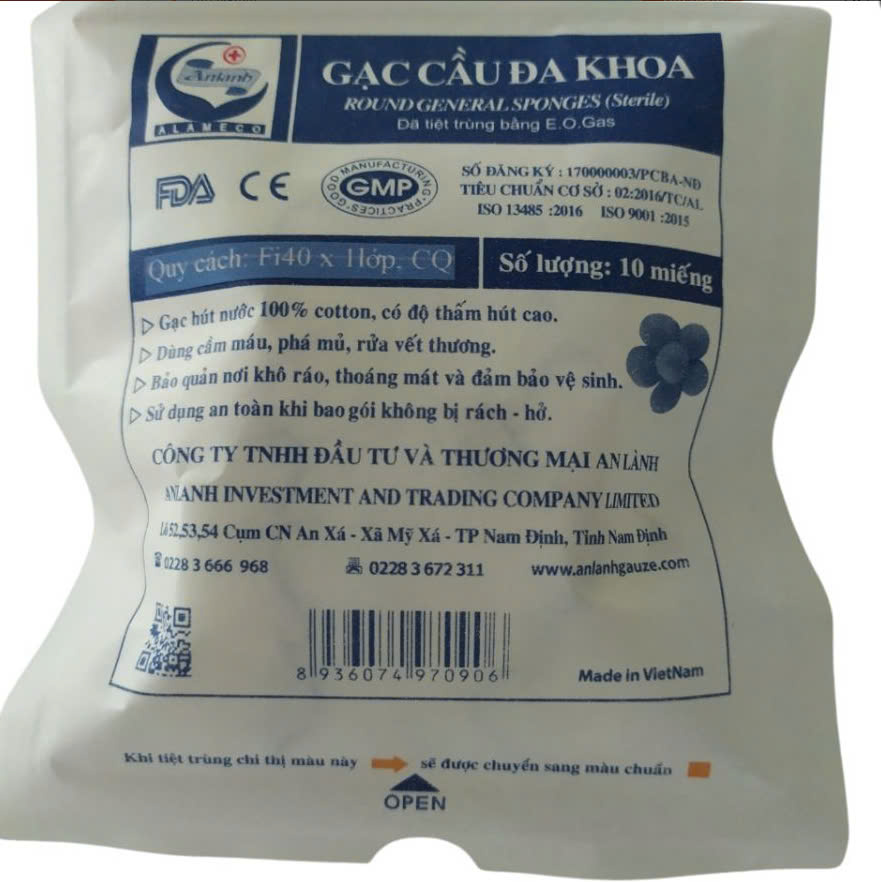 Anlanh
ALAMECO
GẠC CẦU ĐA KHOA
ROUND GENERAL SPONGES (Sterile)
Đã tiệt trùng bằng E.O.Gas
FDA CE GOOD MANUFACTURING PRACTICES GMP
SỐ ĐĂNG KÝ : 170000003/PCBA-NĐ
TIÊU CHUẨN CƠ SỞ : 02:2016/TC/AL
ISO 13485 :2016 ISO 9001 :2015
Quy cách: Fi40 x 1lớp, CQ
Số lượng: 10 miếng
Gạc hút nước 100% cotton, có độ thấm hút cao.
Dùng cầm máu, phá mủ, rửa vết thương.
Bảo quản nơi khô ráo, thoáng mát và đảm bảo vệ sinh.
Sử dụng an toàn khi bao gói không bị rách - hở.
CÔNG TY TNHH ĐẦU TƯ VÀ THƯƠNG MẠI AN LÀNH
ANLANH INVESTMENT AND TRADING COMPANY LIMITED
Lô 52,53,54 Cụm CN An Xá - Xã Mỹ Xá - TP Nam Định, Tỉnh Nam Định
0228 3 666 968 0228 3 672 311 www.anlanhgauze.com
8 936074 970906
Made in VietNam
Khi tiệt trùng chỉ thị màu này sẽ được chuyển sang màu chuẩn
OPEN